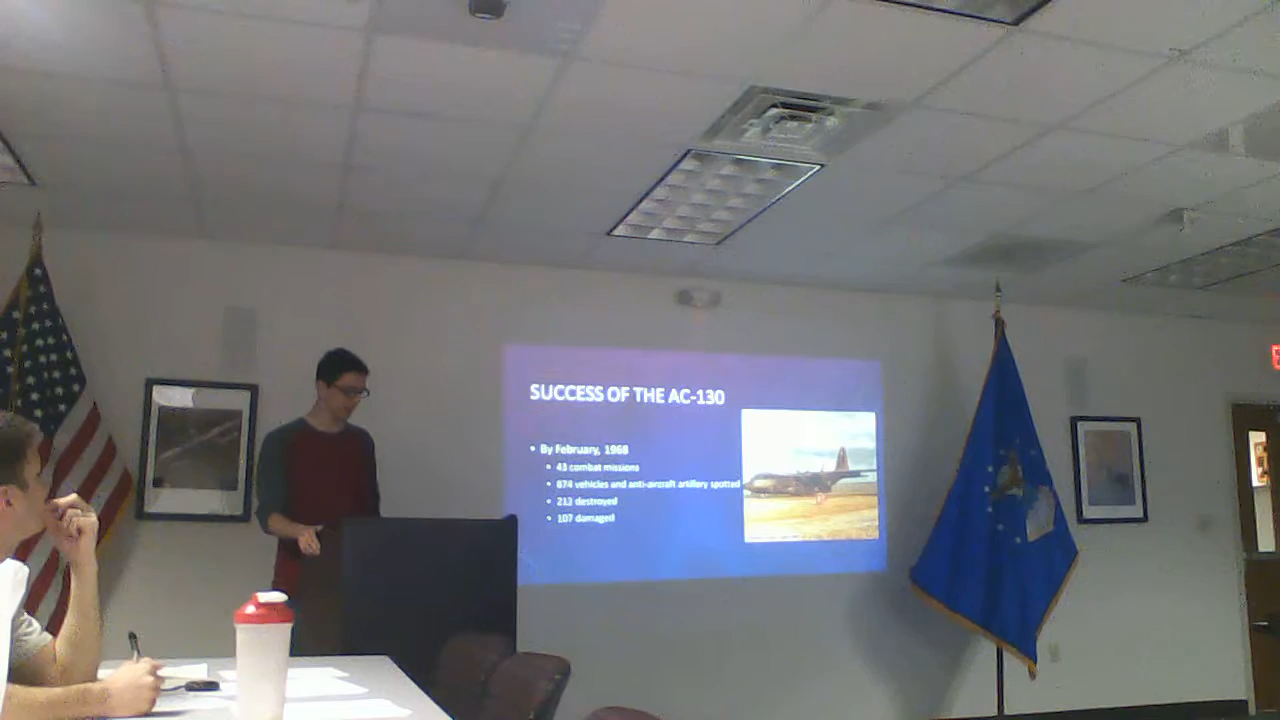 SUCCESS OF THE AC-130
• By February, 1968
• 43 combat missions
• 874 vehicles and anti-aircraft artillery spotted
• 212 destroyed
• 107 damaged